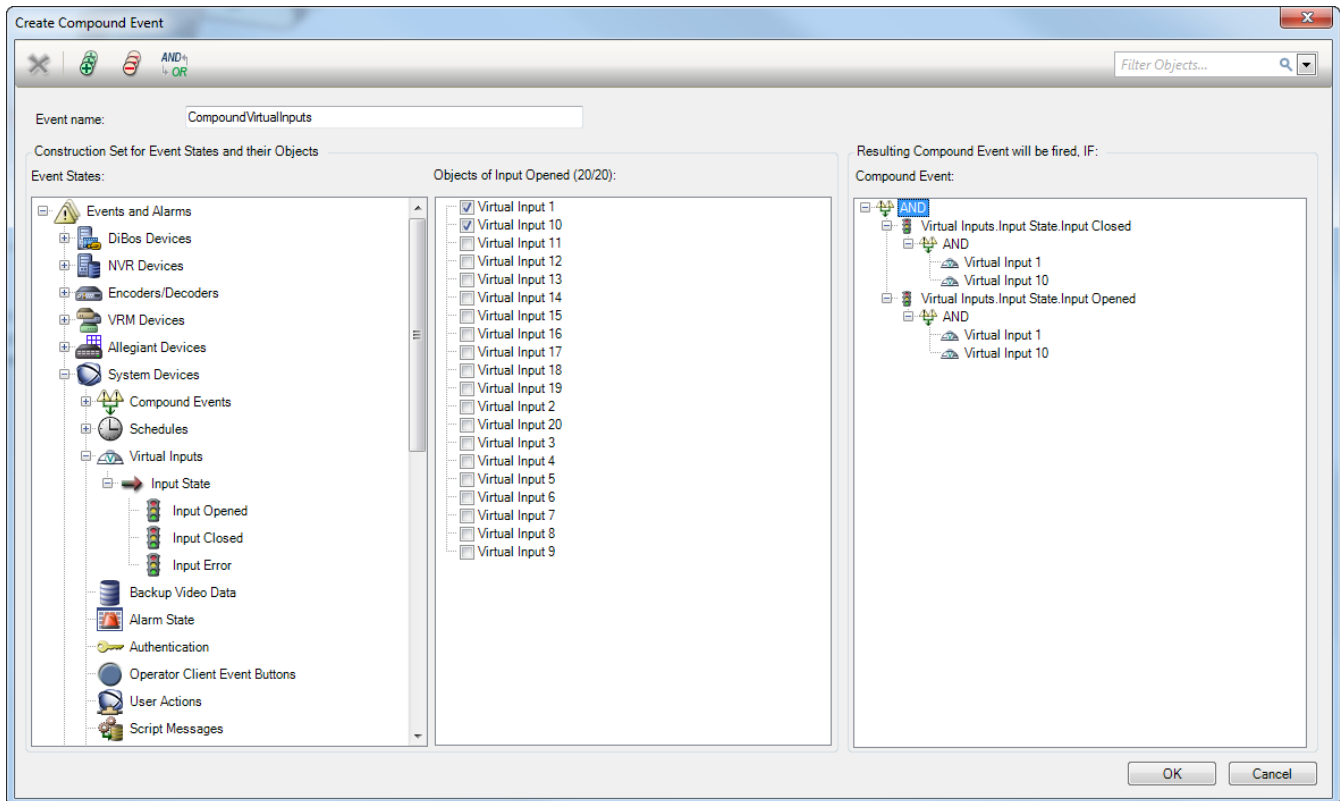 Create Compound Event
x
AND
OR
Filter Objects...
Event name:
CompoundVirtualInputs
Construction Set for Event States and their Objects
Event States:
Events and Alarms
DiBos Devices
NVR Devices
Encoders/Decoders
VRM Devices
Allegiant Devices
System Devices
Compound Events
Schedules
Virtual Inputs
Input State
Input Opened
Input Closed
Input Error
Backup Video Data
Alarm State
Authentication
Operator Client Event Buttons
User Actions
Script Messages
Objects of Input Opened (20/20):
Virtual Input 1
Virtual Input 10
Virtual Input 11
Virtual Input 12
Virtual Input 13
Virtual Input 14
Virtual Input 15
Virtual Input 16
Virtual Input 17
Virtual Input 18
Virtual Input 19
Virtual Input 2
Virtual Input 20
Virtual Input 3
Virtual Input 4
Virtual Input 5
Virtual Input 6
Virtual Input 7
Virtual Input 8
Virtual Input 9
Resulting Compound Event will be fired, IF:
Compound Event:
AND
Virtual Inputs.Input State.Input Closed
AND
Virtual Input 1
Virtual Input 10
Virtual Inputs.Input State.Input Opened
AND
Virtual Input 1
Virtual Input 10
OK
Cancel